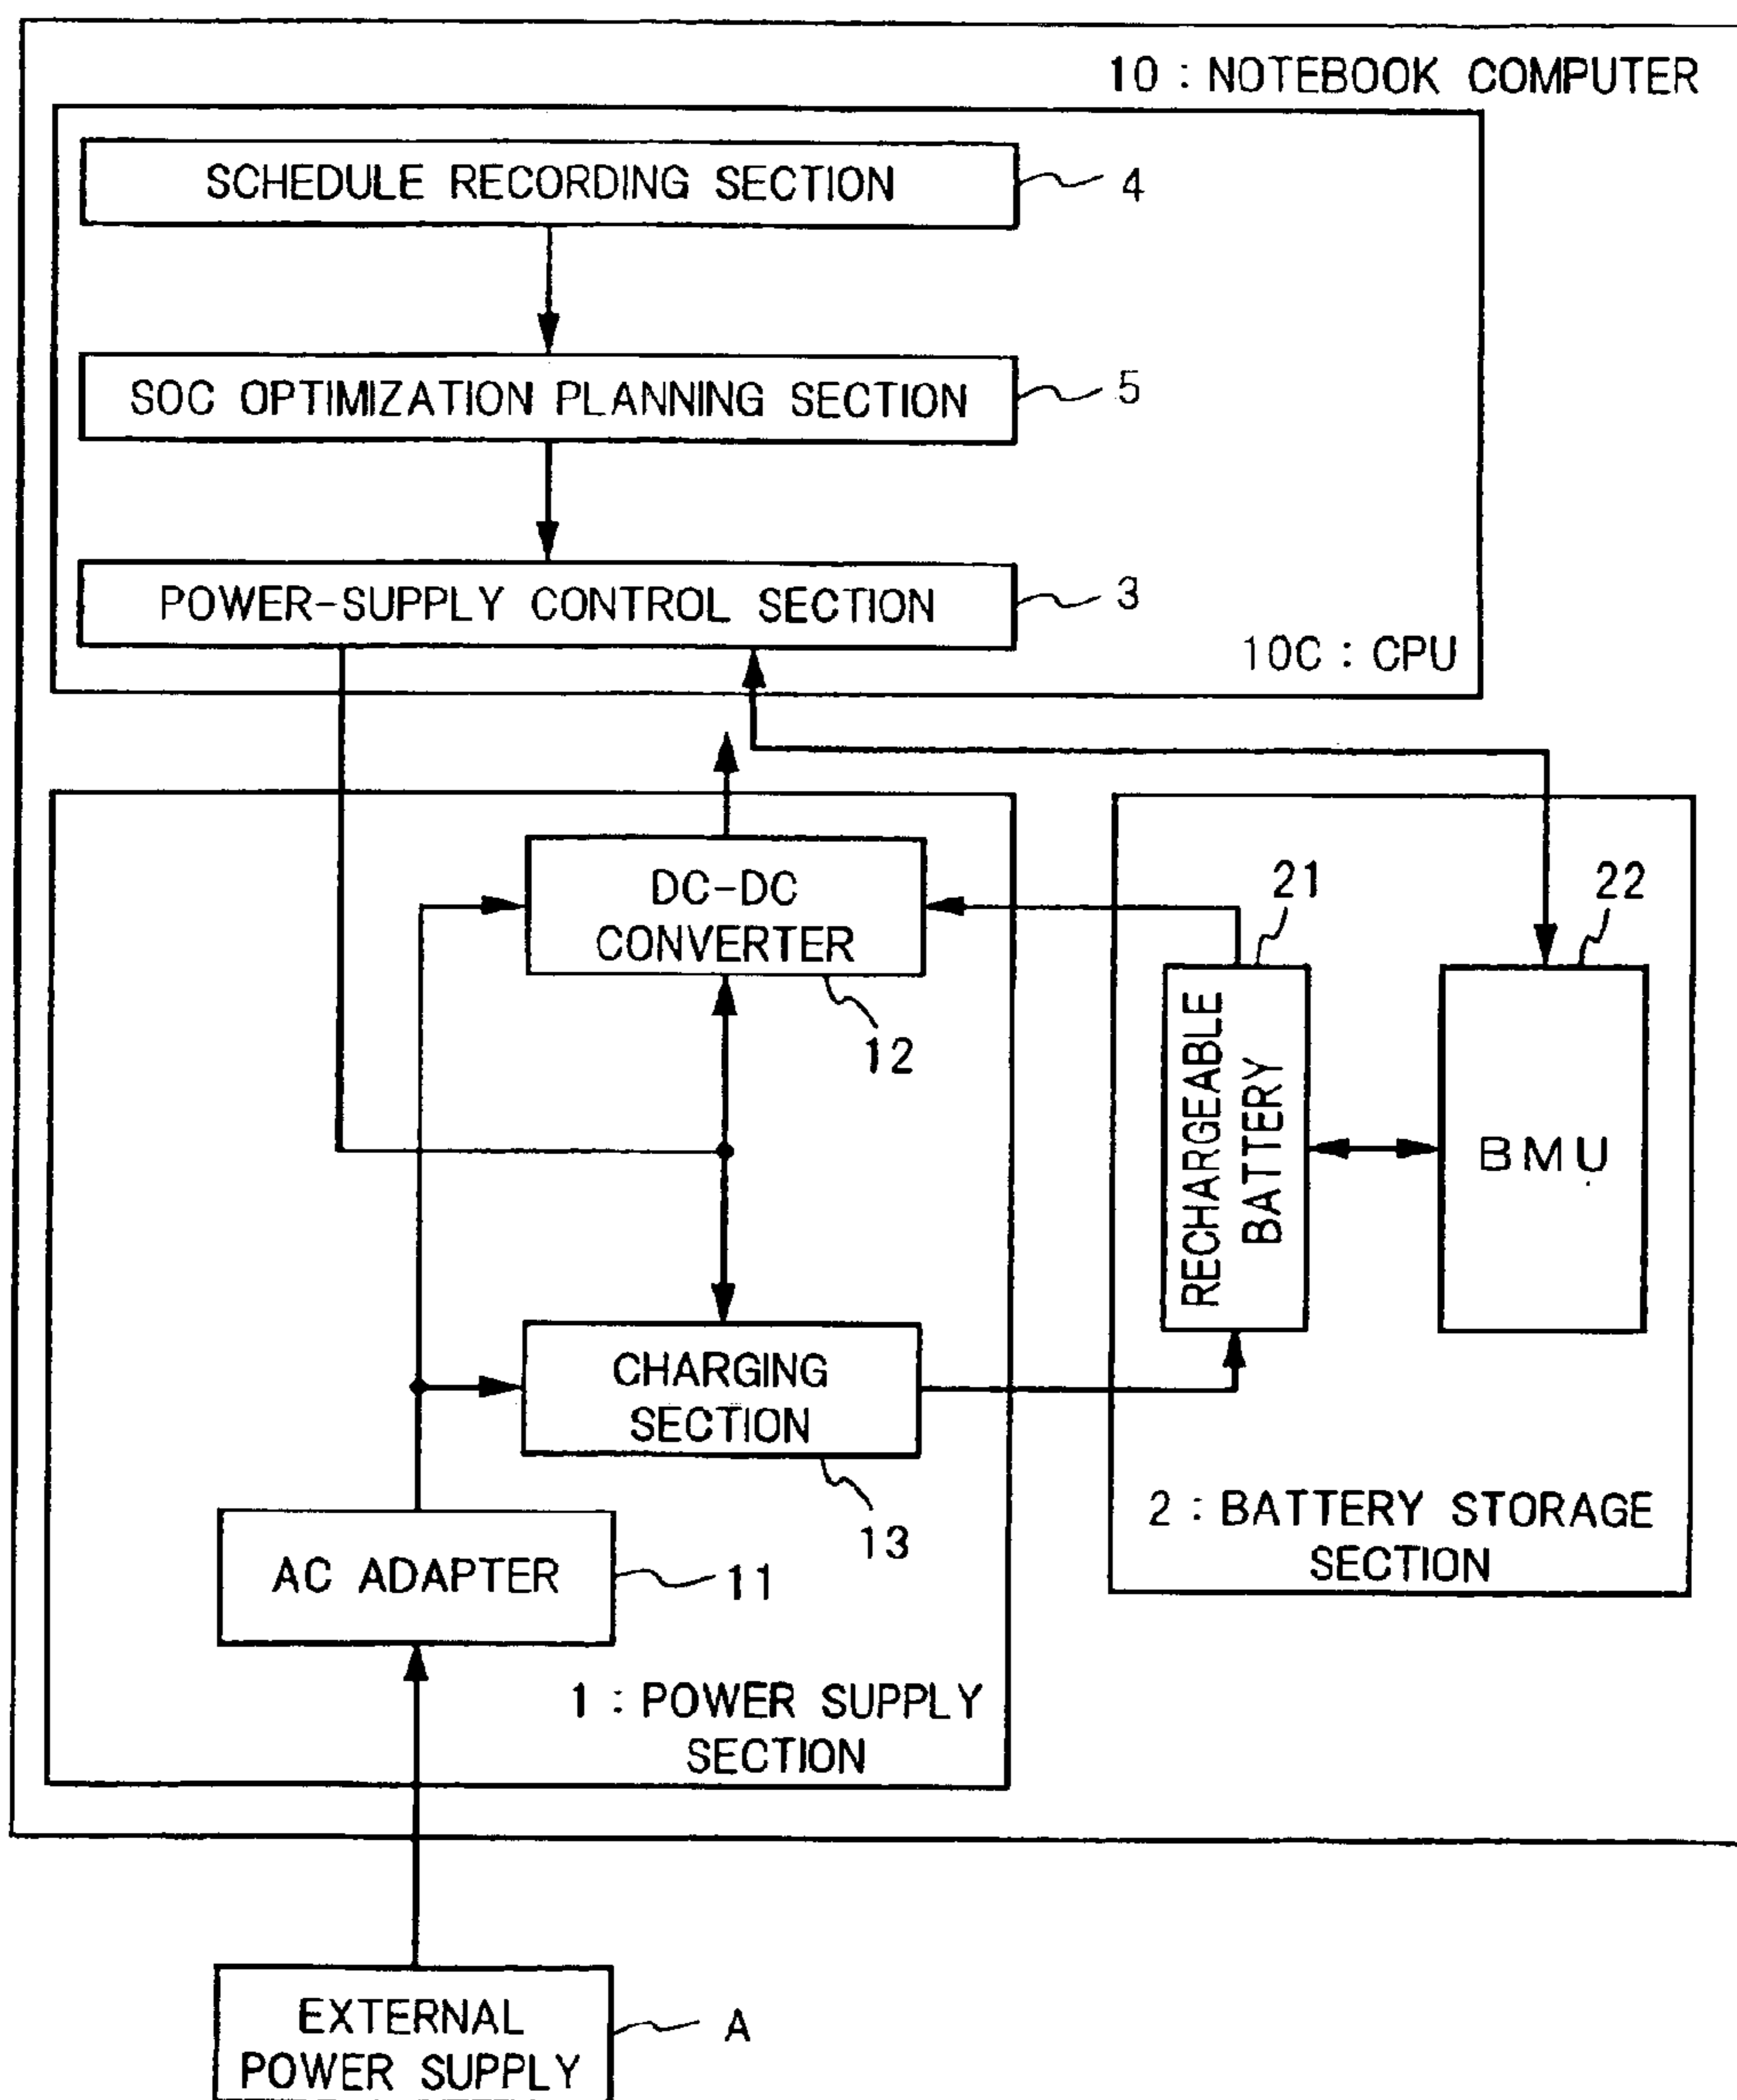 10 : NOTEBOOK COMPUTER
SCHEDULE RECORDING SECTION
4
SOC OPTIMIZATION PLANNING SECTION
5
POWER-SUPPLY CONTROL SECTION
3
10C : CPU
DC-DC
CONVERTER
12
21
22
RECHARGEABLE
BATTERY
BMU
CHARGING
SECTION
13
AC ADAPTER
11
2 : BATTERY STORAGE
SECTION
1 : POWER SUPPLY
SECTION
EXTERNAL
POWER SUPPLY
A